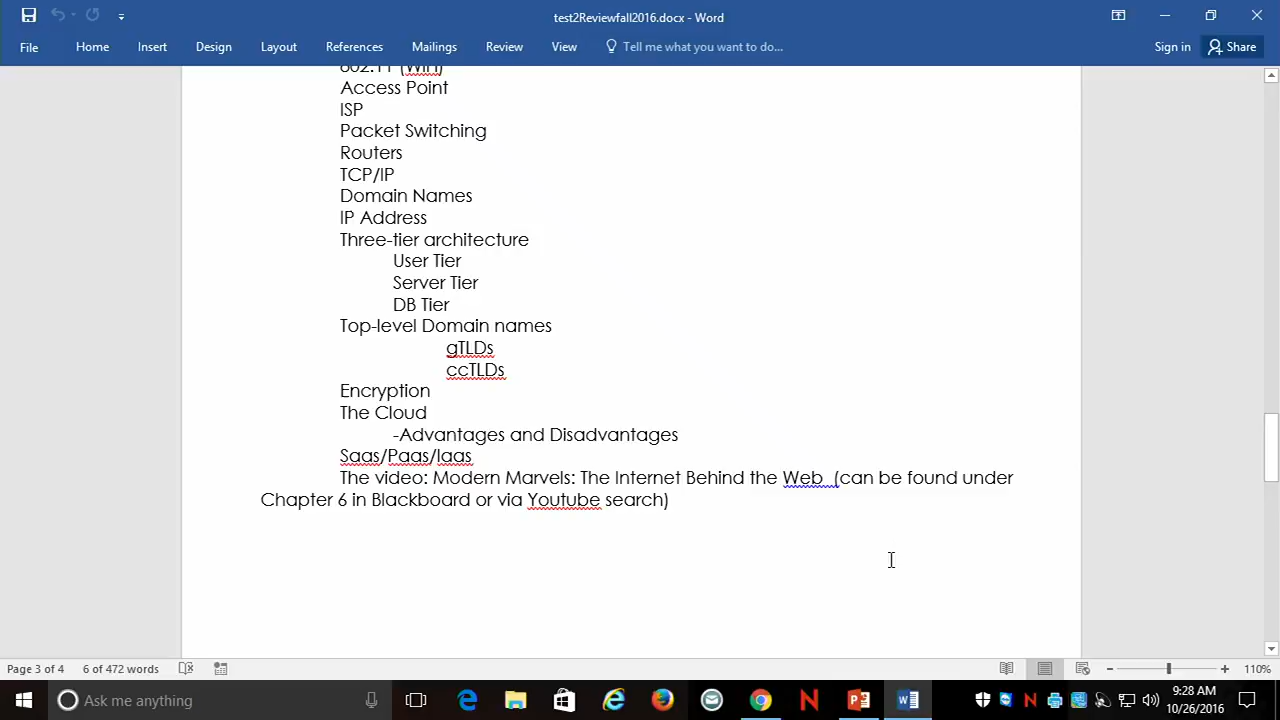 test2Reviewfall2016.docx - Word
File Home Insert Design Layout References Mailings Review View Tell me what you want to do... Sign in Share
802.11 (Wifi)
Access Point
ISP
Packet Switching
Routers
TCP/IP
Domain Names
IP Address
Three-tier architecture
User Tier
Server Tier
DB Tier
Top-level Domain names
gTLDs
ccTLDs
Encryption
The Cloud
-Advantages and Disadvantages
Saas/Paas/Iaas
The video: Modern Marvels: The Internet Behind the Web (can be found under
Chapter 6 in Blackboard or via Youtube search)
Page 3 of 4 6 of 472 words 110%
Ask me anything
9:28 AM
10/26/2016